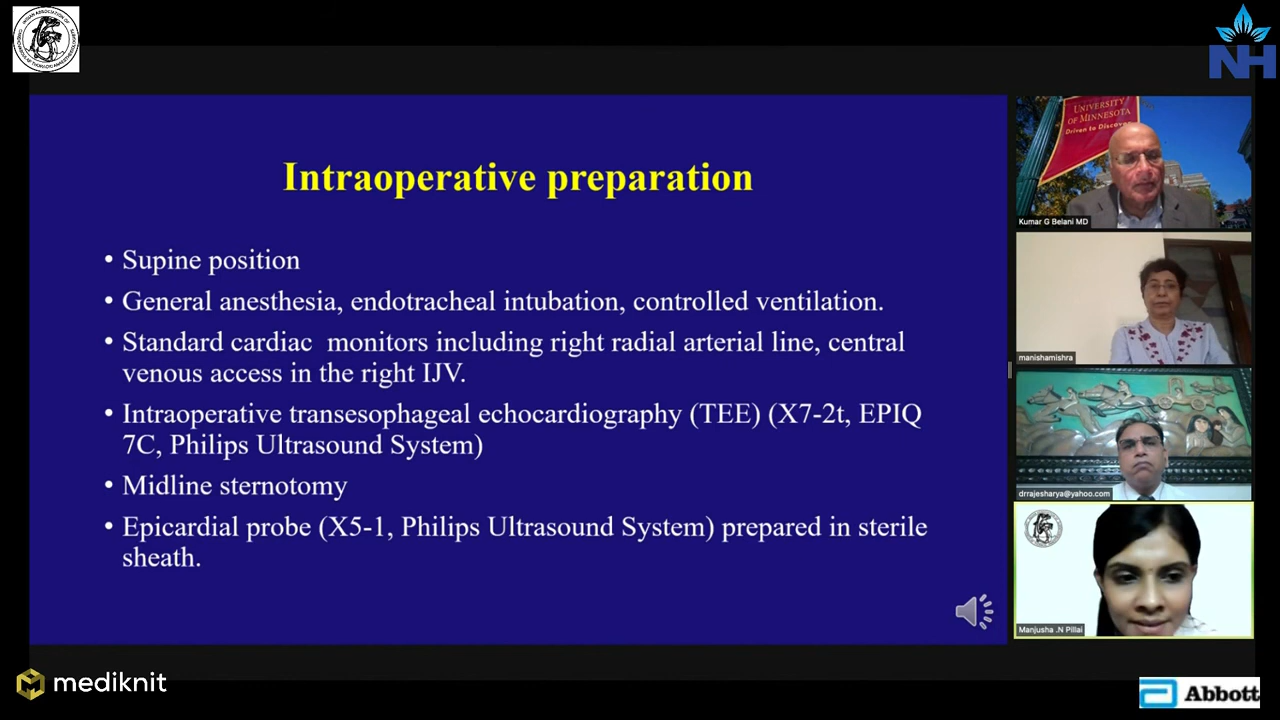 NH
Intraoperative preparation
• Supine position
• General anesthesia, endotracheal intubation, controlled ventilation.
• Standard cardiac monitors including right radial arterial line, central
venous access in the right IJV.
• Intraoperative transesophageal echocardiography (TEE) (X7-2t, EPIQ
7C, Philips Ultrasound System)
• Midline sternotomy
• Epicardial probe (X5-1, Philips Ultrasound System) prepared in sterile
sheath.
UNIVERSITY
OF MINNESOTA
Driven to Discover
Kumar G Belani MD
manishamishra
drrajesharya@yahoo.com
Manjusha .N Pillai
mediknit
Abbott